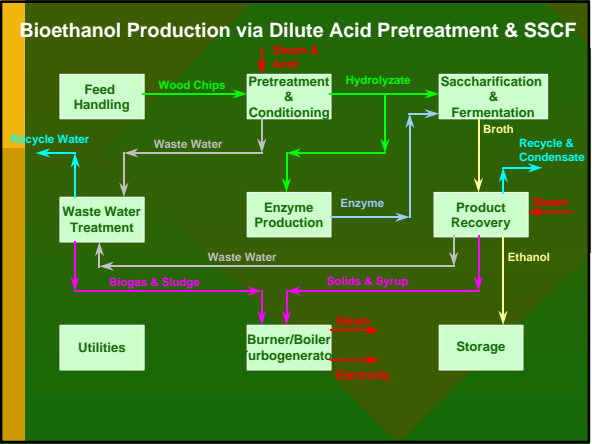 Bioethanol Production via Dilute Acid Pretreatment & SSCF
Steam &
Acid
Feed
Handling
Wood Chips
Pretreatment
&
Conditioning
Hydrolyzate
Saccharification
&
Fermentation
Recycle Water
Waste Water
Broth
Recycle &
Condensate
Waste Water
Treatment
Enzyme
Production
Enzyme
Product
Recovery
Steam
Waste Water
Ethanol
Biogas & Sludge
Solids & Syrup
Utilities
Burner/Boiler
Turbogenerator
Steam
Electricity
Storage